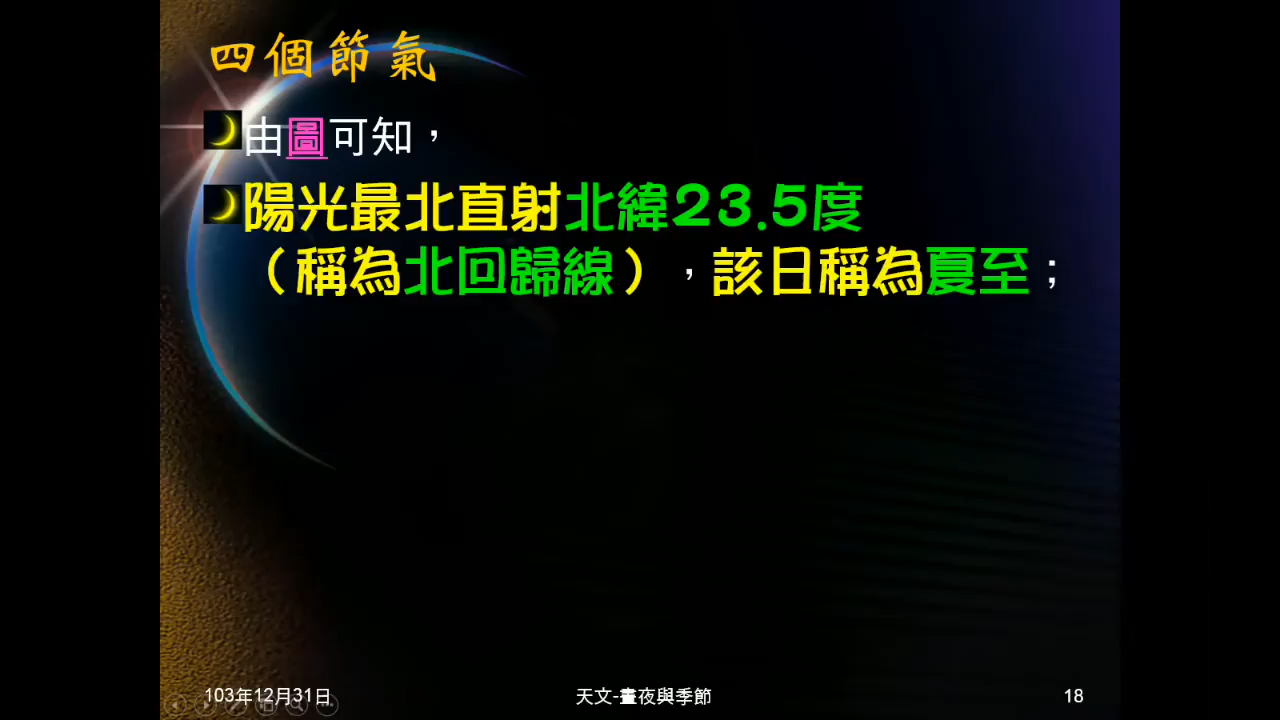 四個節氣
由圖可知，
陽光最北直射北緯23.5度
（稱為北回歸線），該日稱為夏至；
103年12月31日
天文-晝夜與季節
18